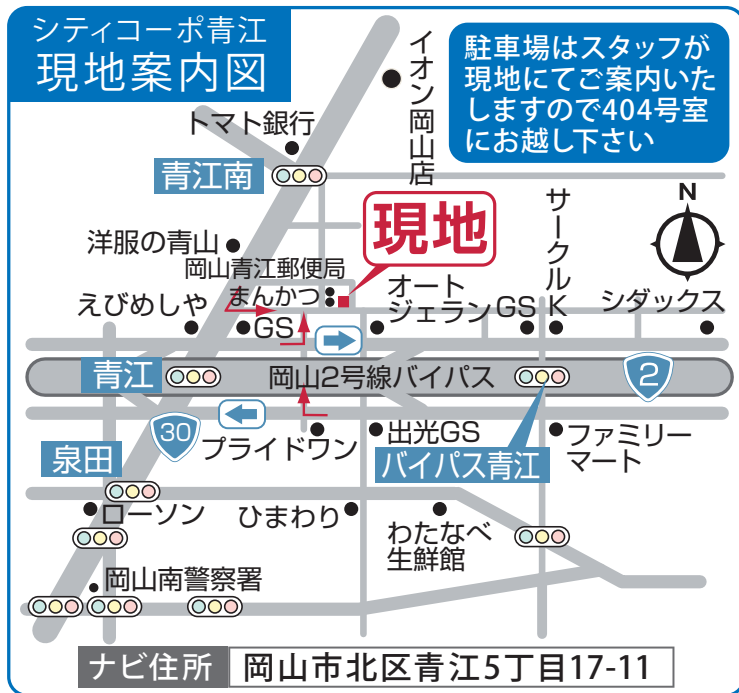 シティコーポ青江
現地案内図
駐車場はスタッフが
現地にてご案内いた
しますので404号室
にお越し下さい
イオン岡山店
トマト銀行
青江南
現地
サークルK
N
洋服の青山
岡山青江郵便局
まんかつ
オート
ジェラン
GS
シダックス
えびめしや
GS
青江
岡山2号線バイパス
2
30
プライドワン
出光GS
ファミリー
マート
バイパス青江
泉田
ローソン
ひまわり
わたなべ
生鮮館
岡山南警察署
ナビ住所
岡山市北区青江5丁目17-11